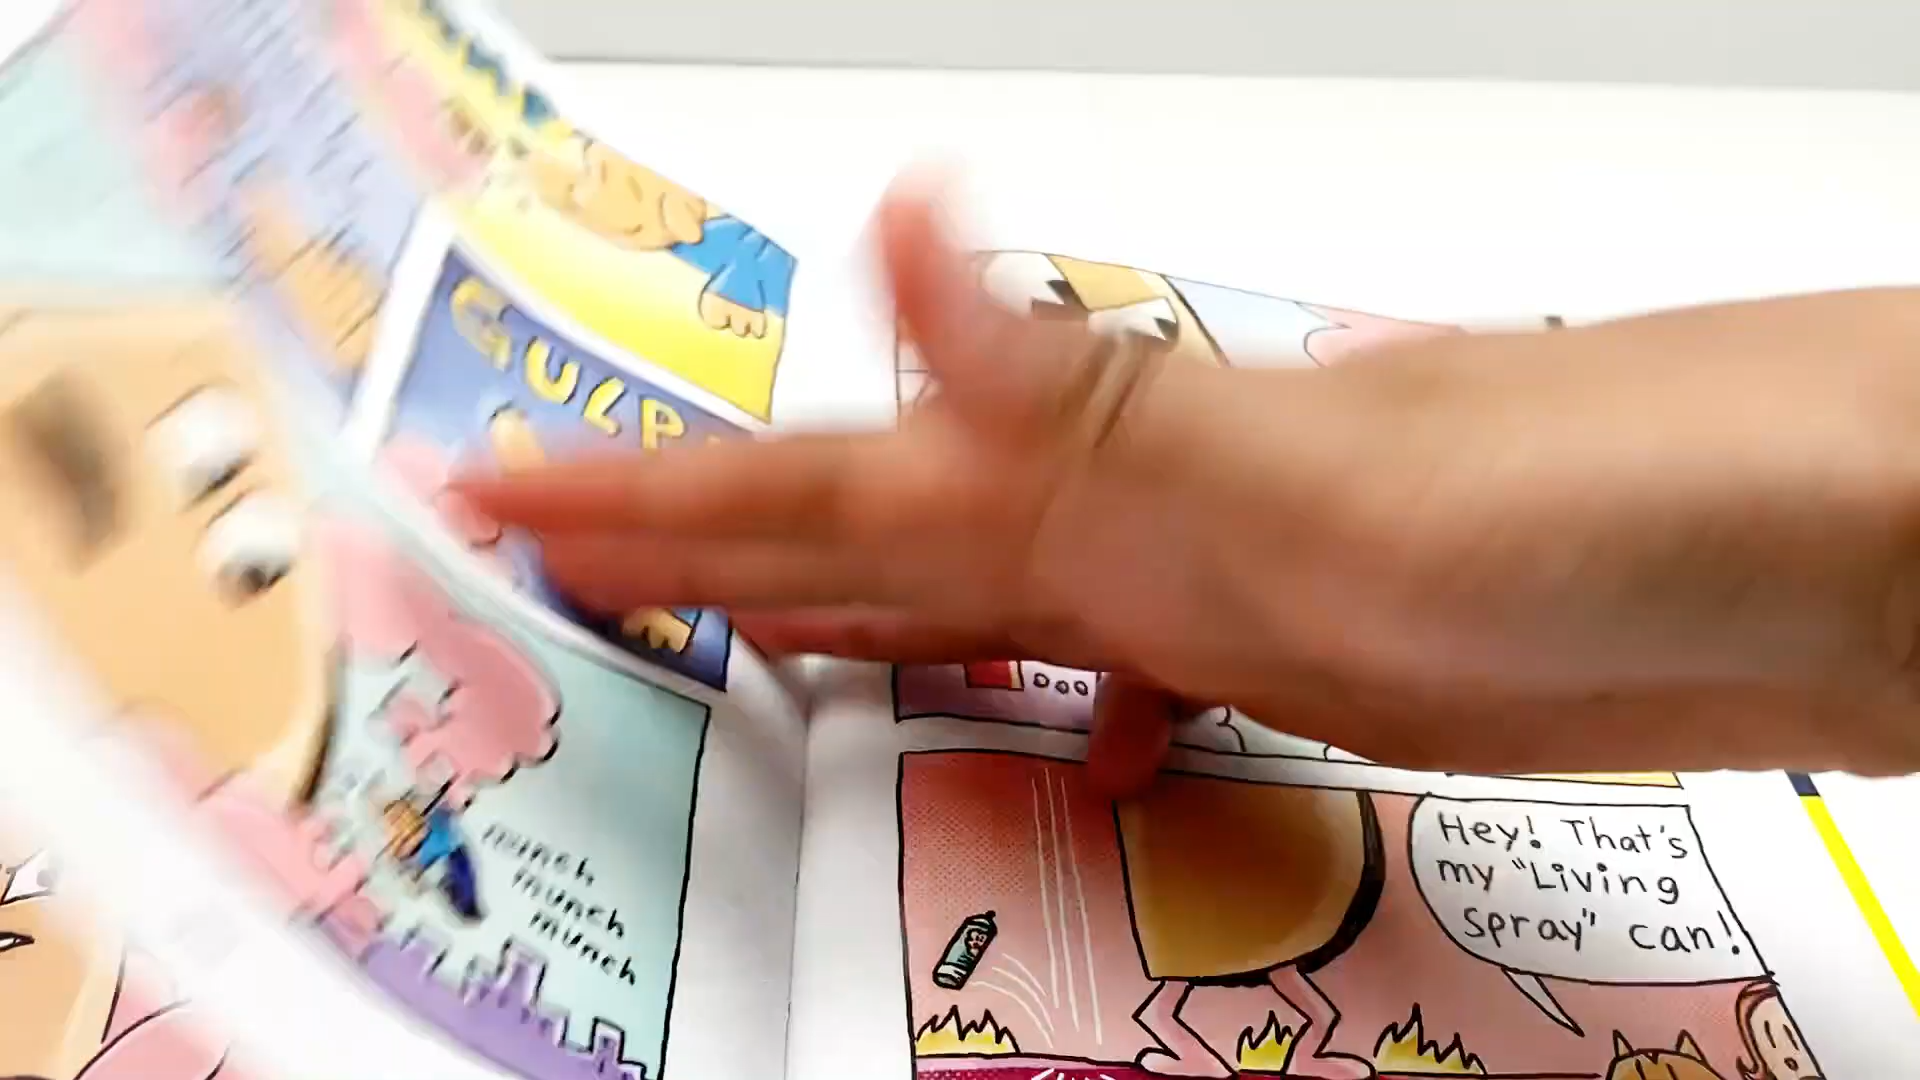 GULP
munch
munch
munch
Hey! That's
my "Living
Spray" can!